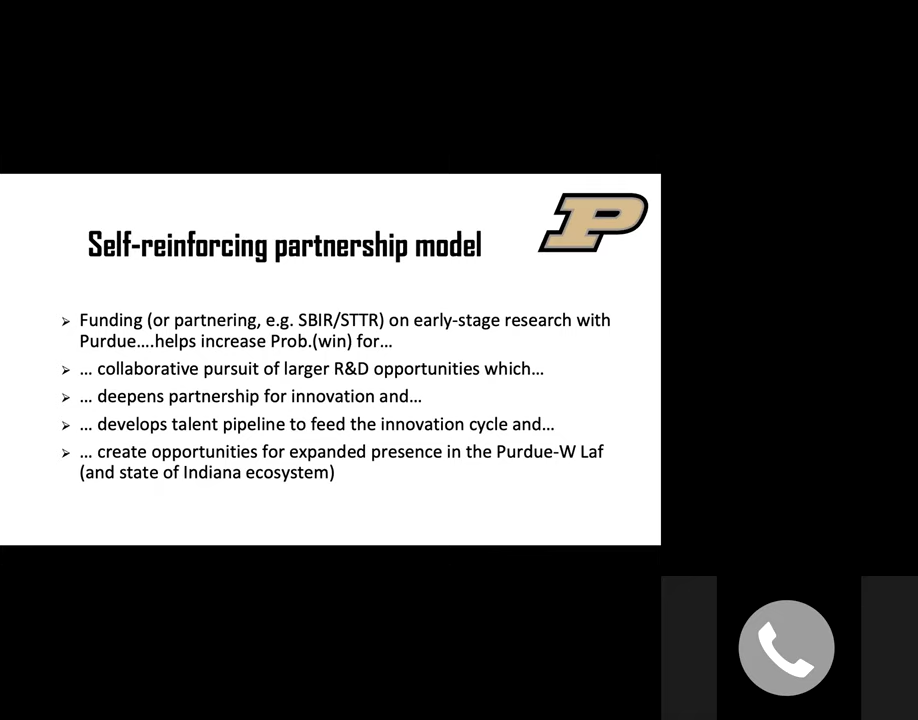 P
Self-reinforcing partnership model
➢ Funding (or partnering, e.g. SBIR/STTR) on early-stage research with
Purdue....helps increase Prob.(win) for...
➢ ... collaborative pursuit of larger R&D opportunities which...
➢ ... deepens partnership for innovation and...
➢ ... develops talent pipeline to feed the innovation cycle and...
➢ ... create opportunities for expanded presence in the Purdue-W Laf
(and state of Indiana ecosystem)